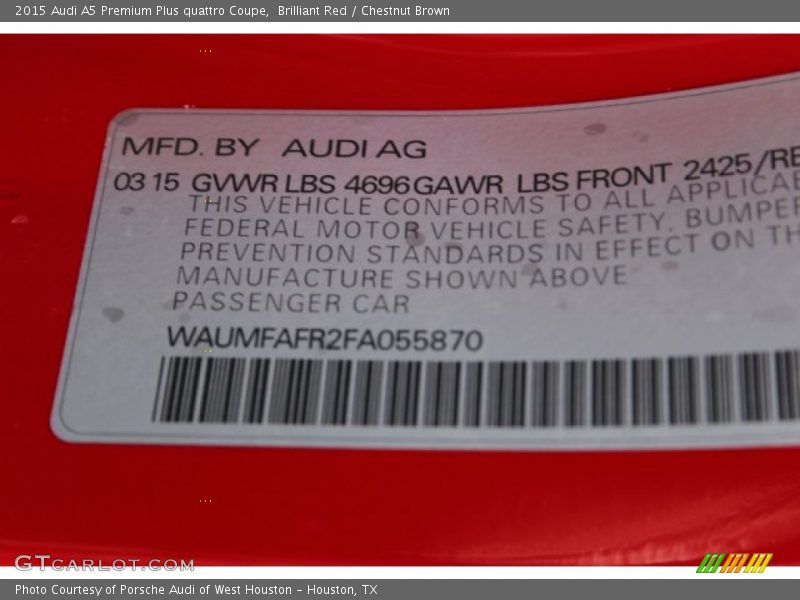 2015 Audi A5 Premium Plus quattro Coupe,  Brilliant Red / Chestnut Brown
MFD. BY AUDI AG
03 15 GVWR LBS 4696 GAWR LBS FRONT 2425/RE
THIS VEHICLE CONFORMS TO ALL APPLICAB
FEDERAL MOTOR VEHICLE SAFETY. BUMPER
PREVENTION STANDARDS IN EFFECT ON TH
MANUFACTURE SHOWN ABOVE
PASSENGER CAR
WAUMFAFR2FA055870
GTCARLOT.COM
Photo Courtesy of Porsche Audi of West Houston – Houston, TX